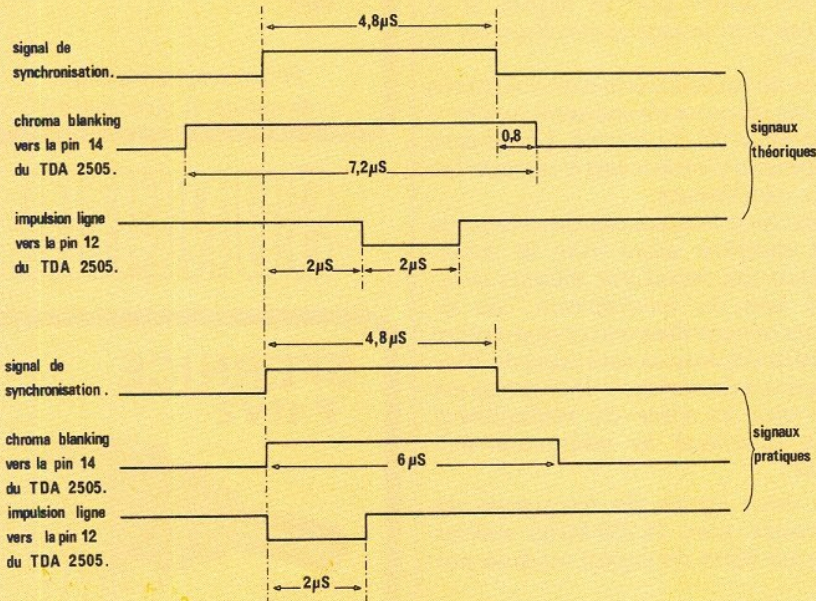 4,8µS
signal de
synchronisation.
chroma blanking
vers la pin 14
du TDA 2505.
0,8
7,2µS
signaux
théoriques
impulsion ligne
vers la pin 12
du TDA 2505.
2µS
2µS
4,8µS
signal de
synchronisation.
chroma blanking
vers la pin 14
du TDA 2505.
6µS
signaux
pratiques
impulsion ligne
vers la pin 12
du TDA 2505.
2µS